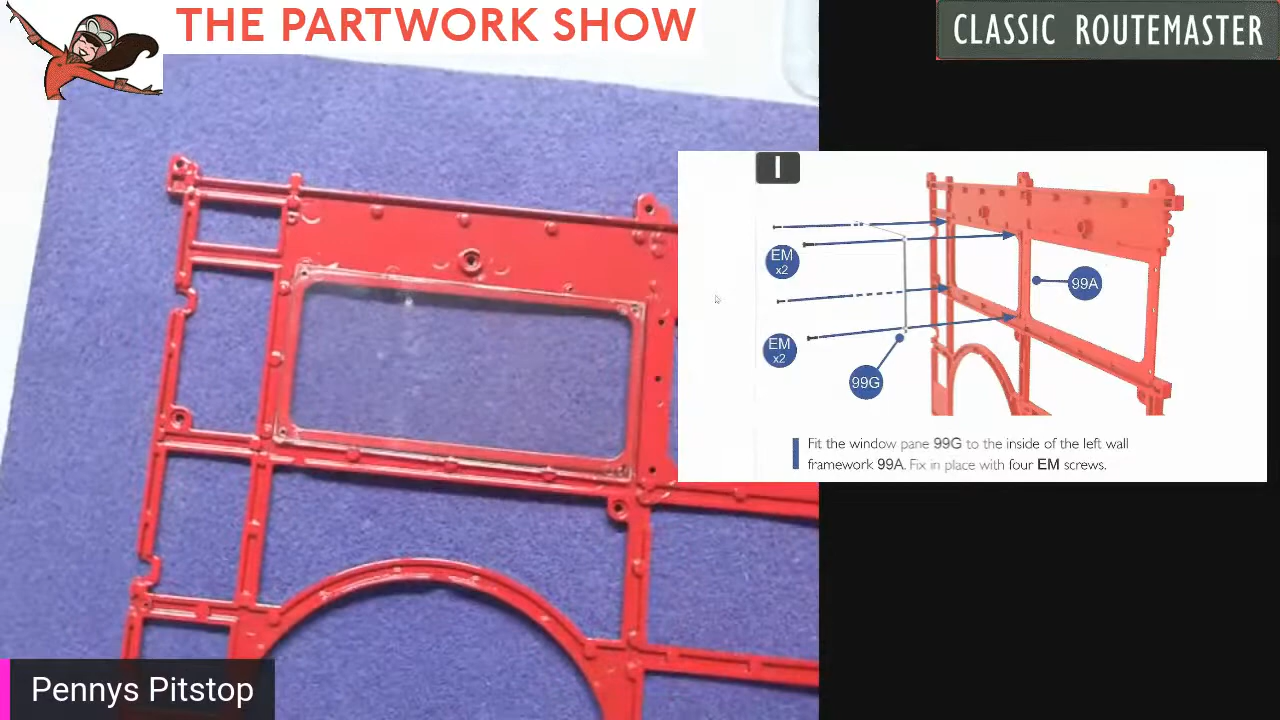 THE PARTWORK SHOW
CLASSIC ROUTEMASTER
I
EM
x2
99A
EM
x2
99G
Fit the window pane 99G to the inside of the left wall
framework 99A. Fix in place with four EM screws.
Pennys Pitstop